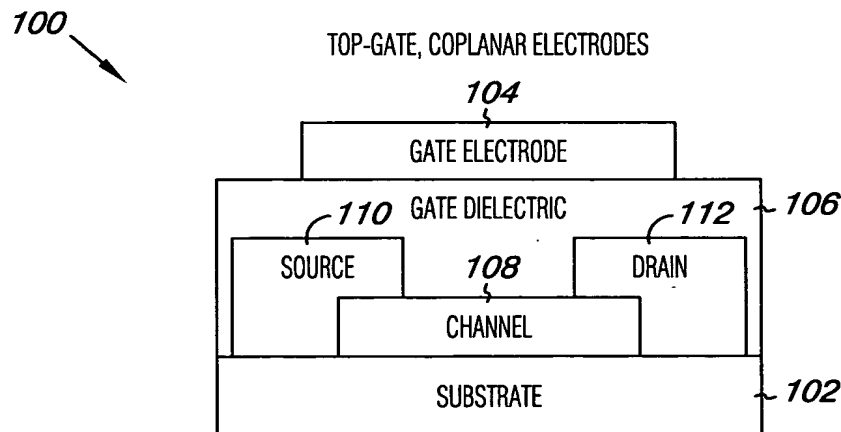 100
TOP-GATE, COPLANAR ELECTRODES
104
GATE ELECTRODE
GATE DIELECTRIC
106
110
112
SOURCE
DRAIN
108
CHANNEL
SUBSTRATE
102